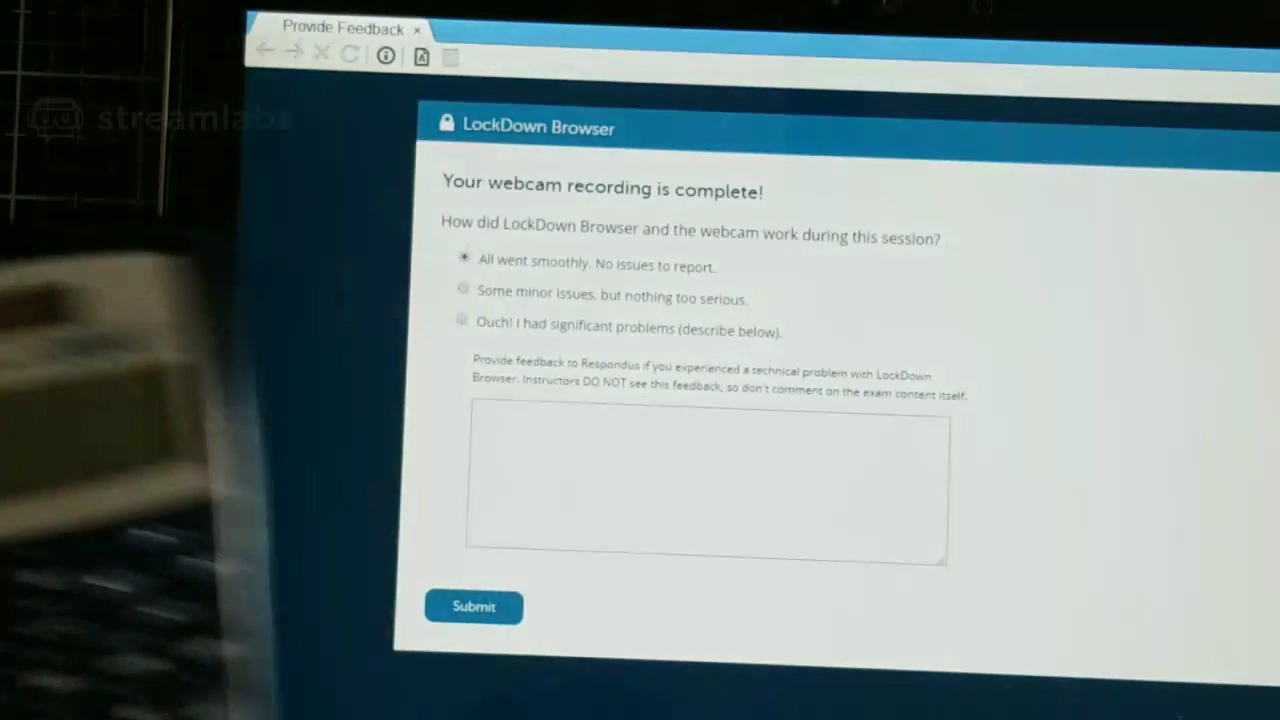 Provide Feedback ×
streamlabs
LockDown Browser
Your webcam recording is complete!
How did LockDown Browser and the webcam work during this session?
All went smoothly. No issues to report.
Some minor issues, but nothing too serious.
Ouch! I had significant problems (describe below).
Provide feedback to Respondus if you experienced a technical problem with LockDown
Browser. Instructors DO NOT see this feedback, so don't comment on the exam content itself.
Submit